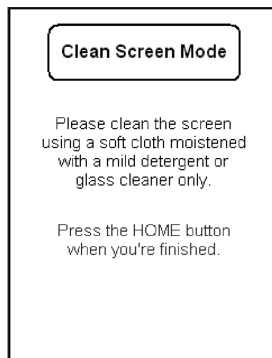 Clean Screen Mode
Please clean the screen
using a soft cloth moistened
with a mild detergent or
glass cleaner only.
Press the HOME button
when you're finished.